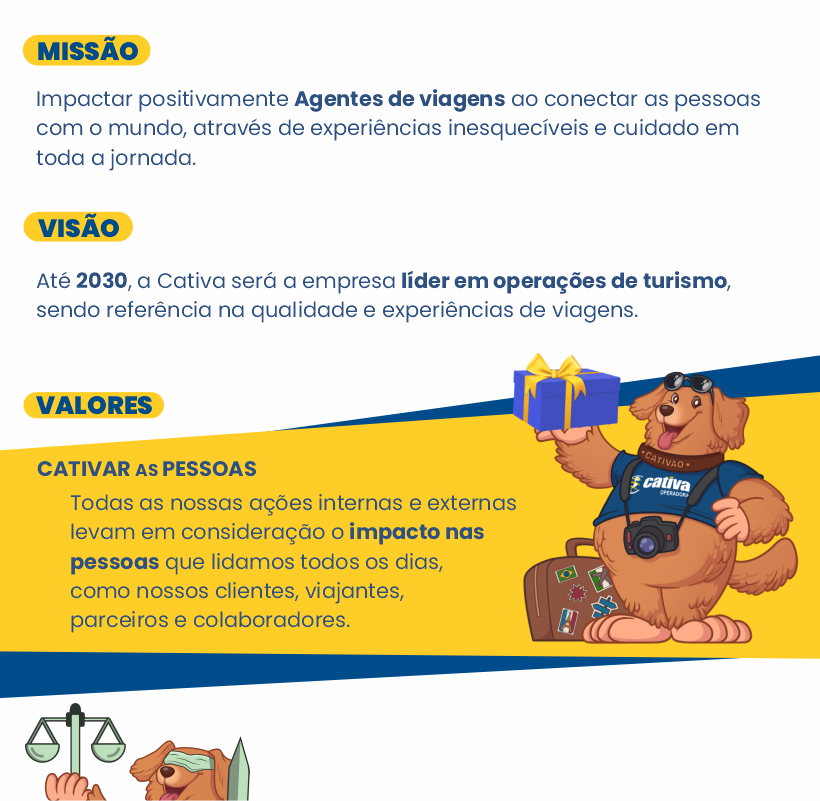 MISSÃO
Impactar positivamente Agentes de viagens ao conectar as pessoas
com o mundo, através de experiências inesquecíveis e cuidado em
toda a jornada.
VISÃO
Até 2030, a Cativa será a empresa líder em operações de turismo,
sendo referência na qualidade e experiências de viagens.
VALORES
CATIVAR AS PESSOAS
Todas as nossas ações internas e externas
levam em consideração o impacto nas
pessoas que lidamos todos os dias,
como nossos clientes, viajantes,
parceiros e colaboradores.
CATIVAO
cativa
OPERADORA